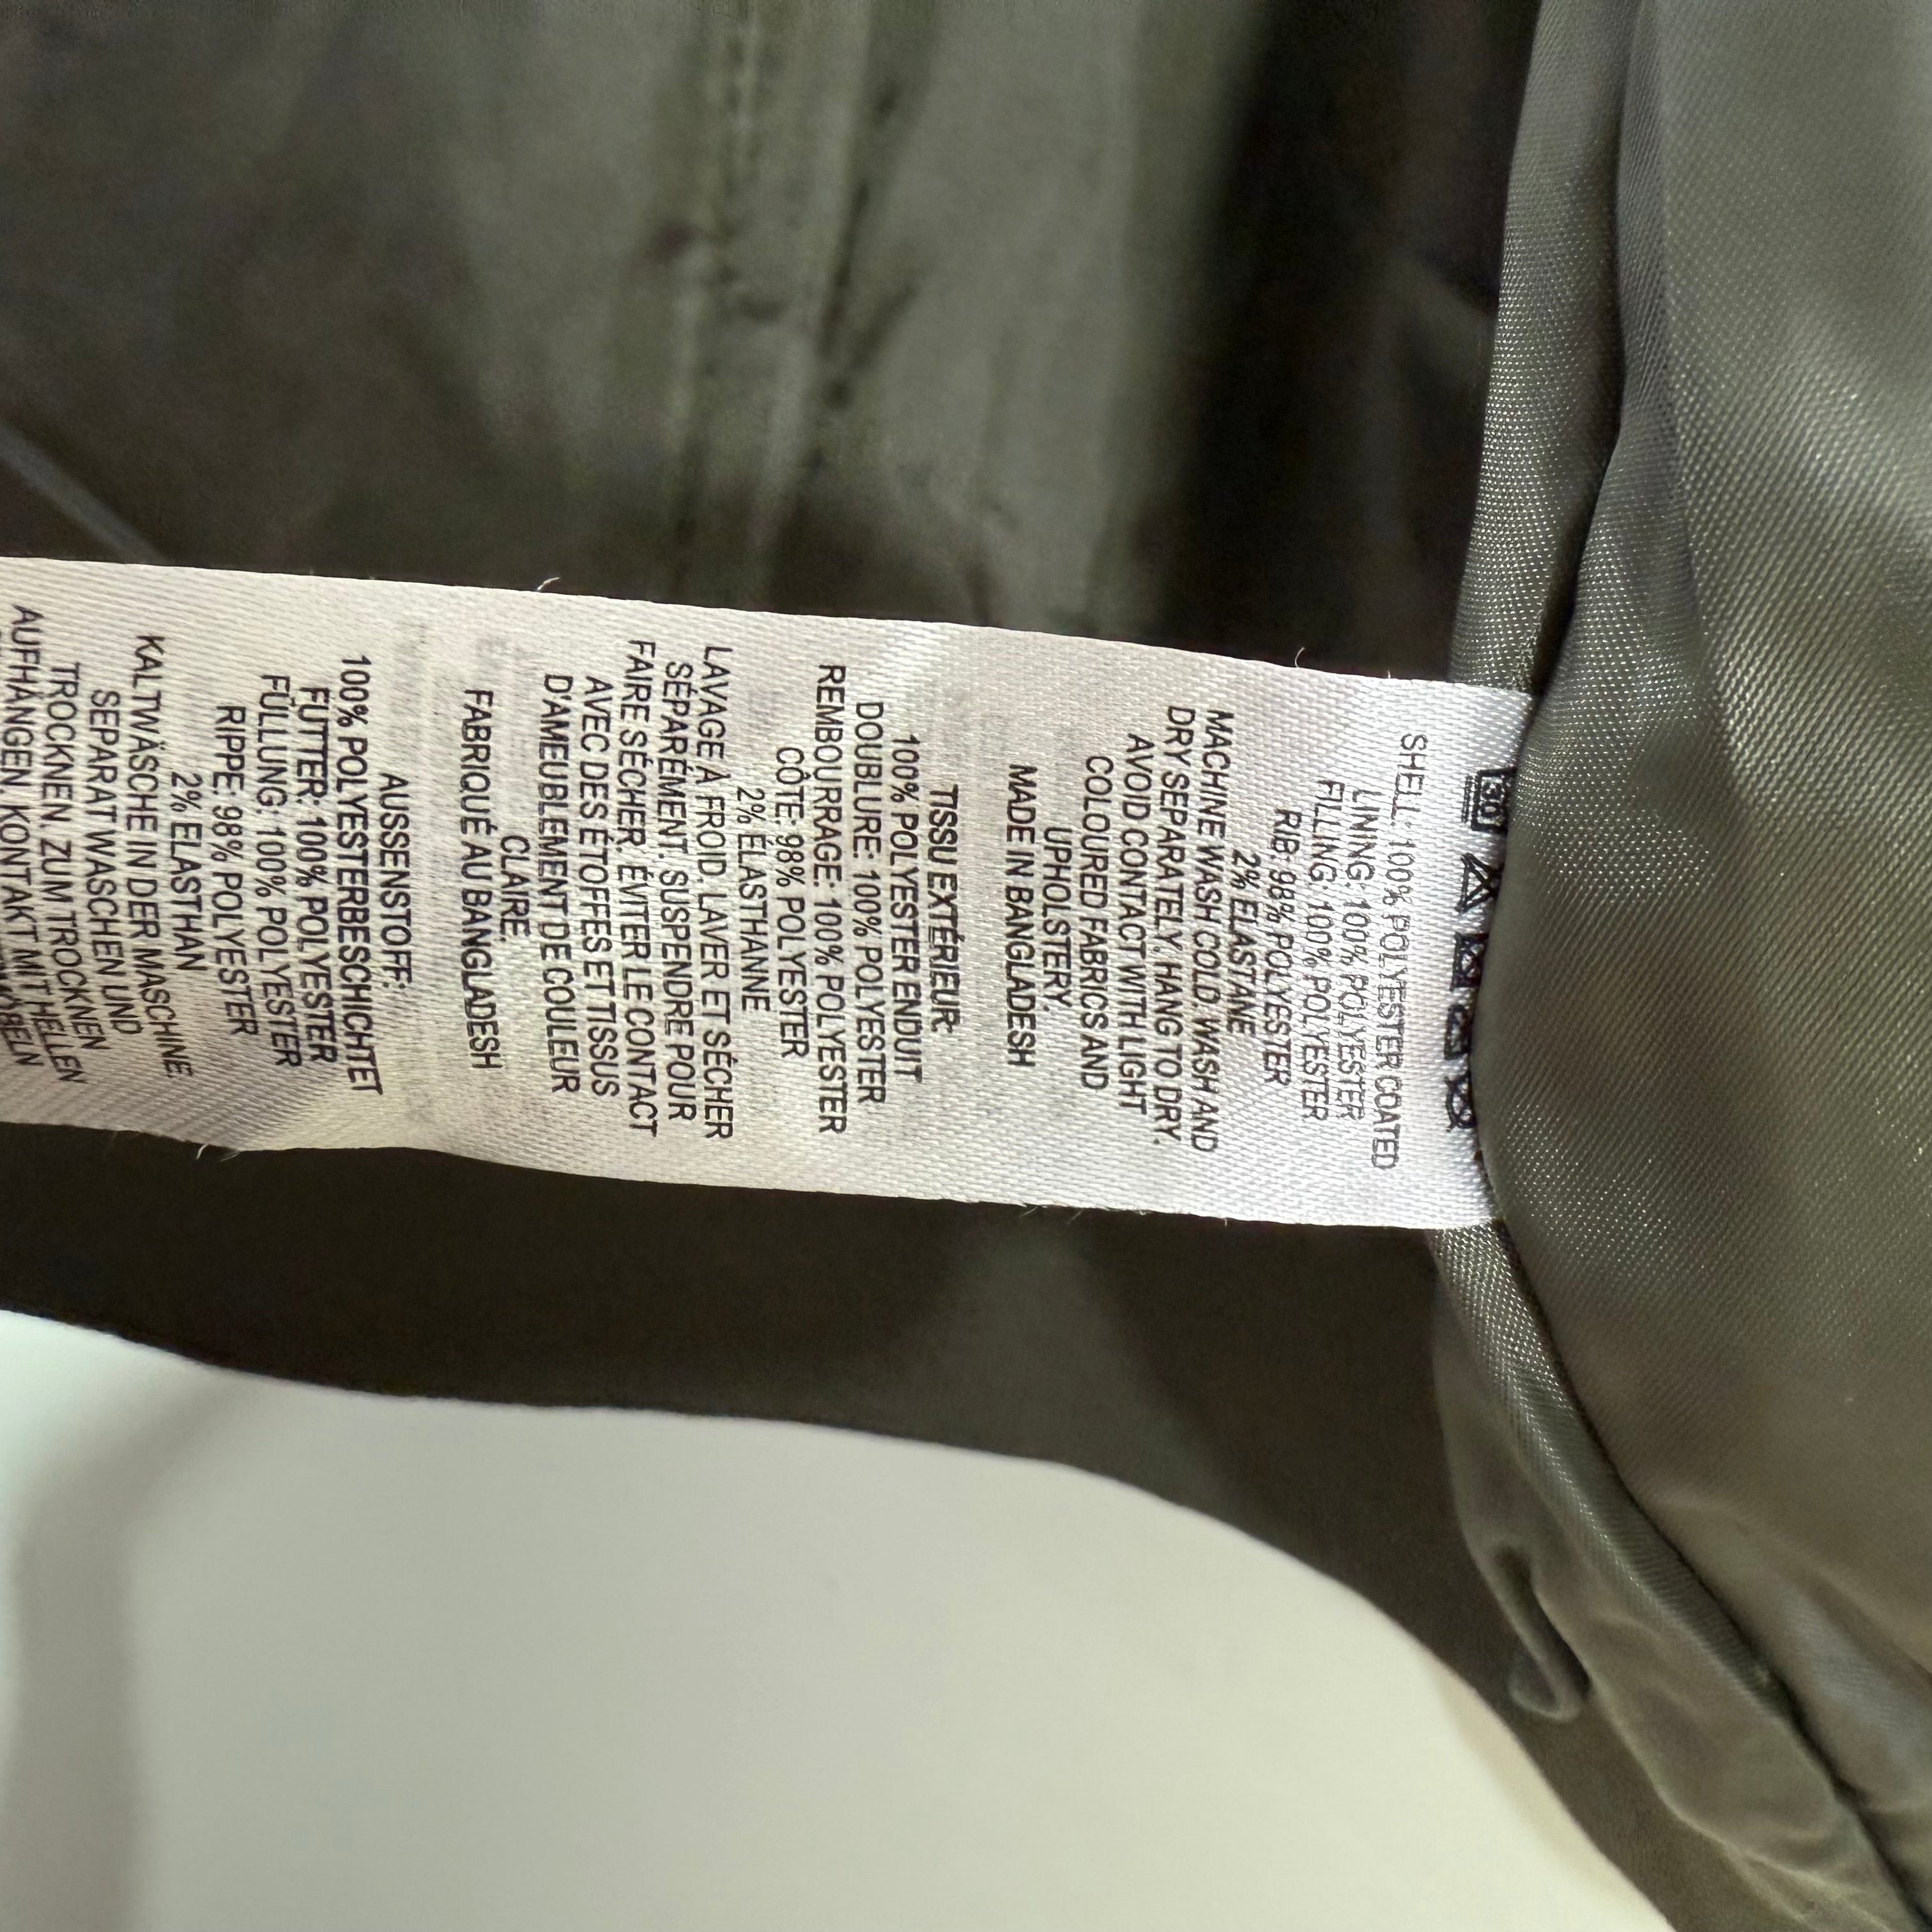 30
SHELL: 100% POLYESTER COATED
LINING: 100% POLYESTER
FILLING: 100% POLYESTER
RIB: 98% POLYESTER
2% ELASTANE
MACHINE WASH COLD. WASH AND
DRY SEPARATELY. HANG TO DRY.
AVOID CONTACT WITH LIGHT
COLOURED FABRICS AND
UPHOLSTERY.
MADE IN BANGLADESH
TISSU EXTÉRIEUR:
100% POLYESTER ENDUIT
DOUBLURE: 100% POLYESTER
REMBOURRAGE: 100% POLYESTER
CÔTE: 98% POLYESTER
2% ÉLASTHANNE
LAVAGE À FROID. LAVER ET SÉCHER
SÉPARÉMENT. SUSPENDRE POUR
FAIRE SÉCHER. ÉVITER LE CONTACT
AVEC DES ÉTOFFES ET TISSUS
D'AMEUBLEMENT DE COULEUR
CLAIRE.
FABRIQUÉ AU BANGLADESH
AUSSENSTOFF:
100% POLYESTERBESCHICHTET
FUTTER: 100% POLYESTER
FÜLLUNG: 100% POLYESTER
RIPPE: 98% POLYESTER
2% ELASTHAN
KALTWÄSCHE IN DER MASCHINE.
SEPARAT WASCHEN UND
TROCKNEN. ZUM TROCKNEN
AUFHÄNGEN. KONTAKT MIT HELLEN